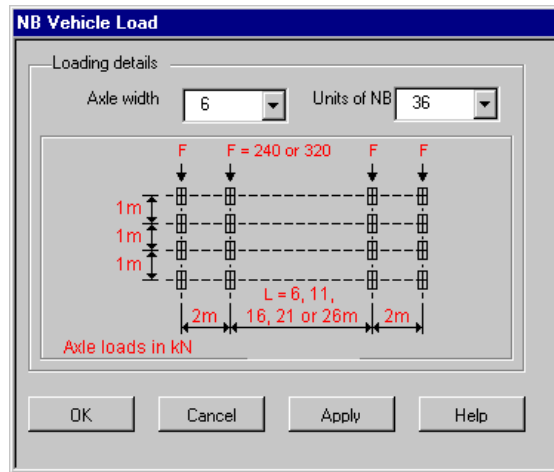 NB Vehicle Load
Loading details
Axle width 6 Units of NB 36
F F = 240 or 320 F F
1m
1m
1m
L = 6, 11,
2m 16, 21 or 26m 2m
Axle loads in kN
OK Cancel Apply Help